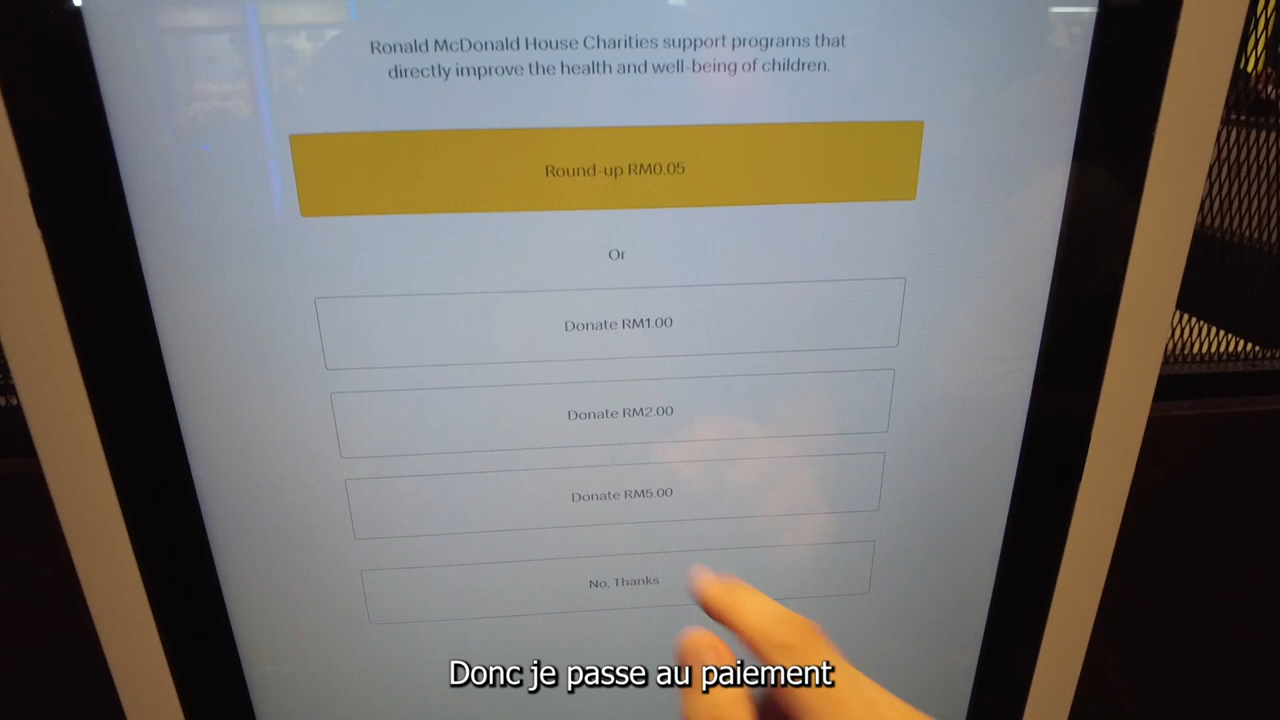 Ronald McDonald House Charities support programs that
directly improve the health and well-being of children.
Round-up RM0.05
Or
Donate RM1.00
Donate RM2.00
Donate RM5.00
No, Thanks
Donc je passe au paiement